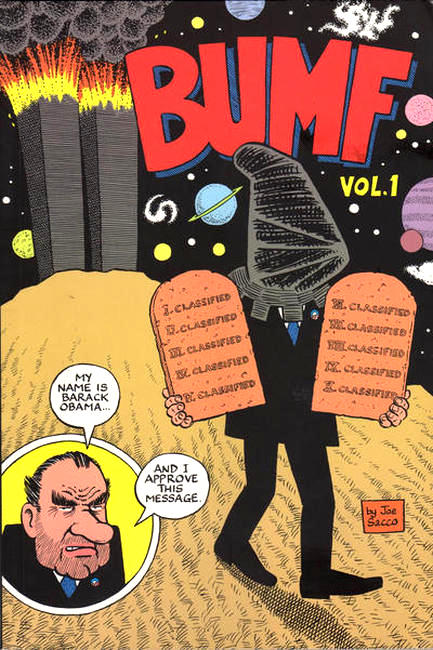 BUMF
VOL.1
I. CLASSIFIED
II. CLASSIFIED
III. CLASSIFIED
IV. CLASSIFIED
V. CLASSIFIED
VI. CLASSIFIED
VII. CLASSIFIED
VIII. CLASSIFIED
IX. CLASSIFIED
X. CLASSIFIED
MY
NAME IS
BARACK
OBAMA...
AND I
APPROVE
THIS
MESSAGE.
by Joe
Sacco